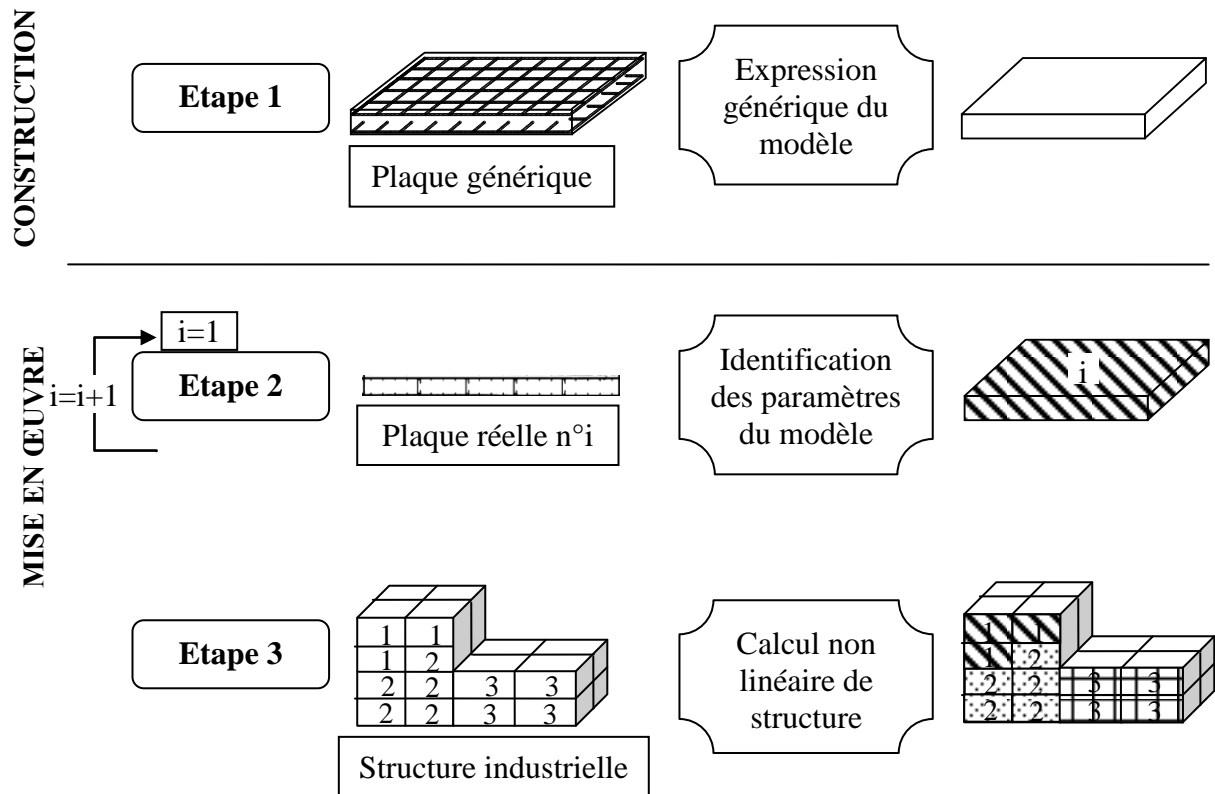 CONSTRUCTION
Etape 1
Plaque générique
Expression
générique du
modèle
MISE EN ŒUVRE
i=1
i=i+1
Etape 2
Plaque réelle n°i
Identification
des paramètres
du modèle
i
Etape 3
1 1
1 2
2 2 3 3
2 2 3 3
Structure industrielle
Calcul non
linéaire de
structure
1 1
1 2
2 2 3 3
2 2 3 3